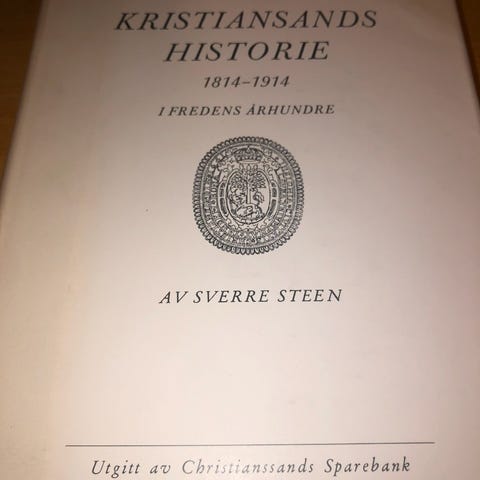 KRISTIANSANDS
HISTORIE
1814–1914
I FREDENS ÅRHUNDRE
AV SVERRE STEEN
Utgitt av Christianssands Sparebank